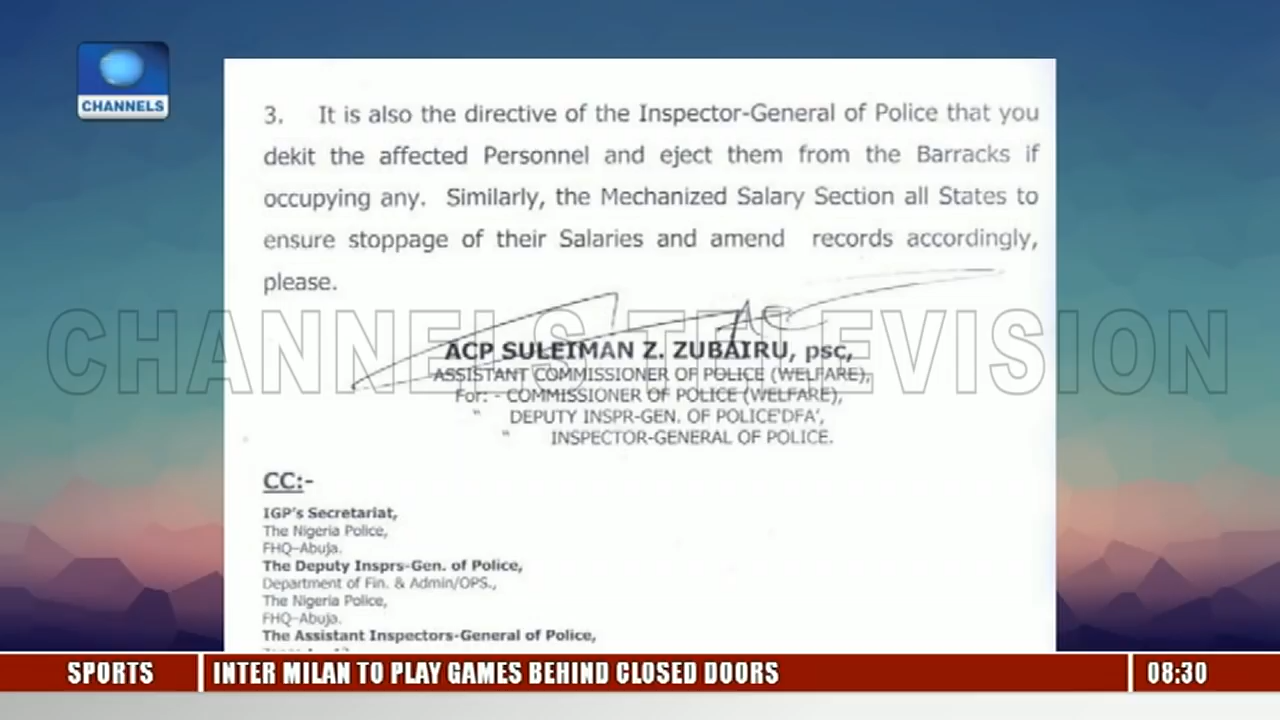 CHANNELS
3. It is also the directive of the Inspector-General of Police that you
dekit the affected Personnel and eject them from the Barracks if
occupying any. Similarly, the Mechanized Salary Section all States to
ensure stoppage of their Salaries and amend records accordingly,
please.
CHANNELS TELEVISION
ACP SULEIMAN Z. ZUBAIRU, psc,
ASSISTANT COMMISSIONER OF POLICE (WELFARE),
For: - COMMISSIONER OF POLICE (WELFARE),
" DEPUTY INSPR-GEN. OF POLICE'DFA',
" INSPECTOR-GENERAL OF POLICE.
CC:-
IGP's Secretariat,
The Nigeria Police,
FHQ-Abuja.
The Deputy Insprs-Gen. of Police,
Department of Fin. & Admin/OPS.,
The Nigeria Police,
FHQ-Abuja.
The Assistant Inspectors-General of Police,
SPORTS INTER MILAN TO PLAY GAMES BEHIND CLOSED DOORS 08:30